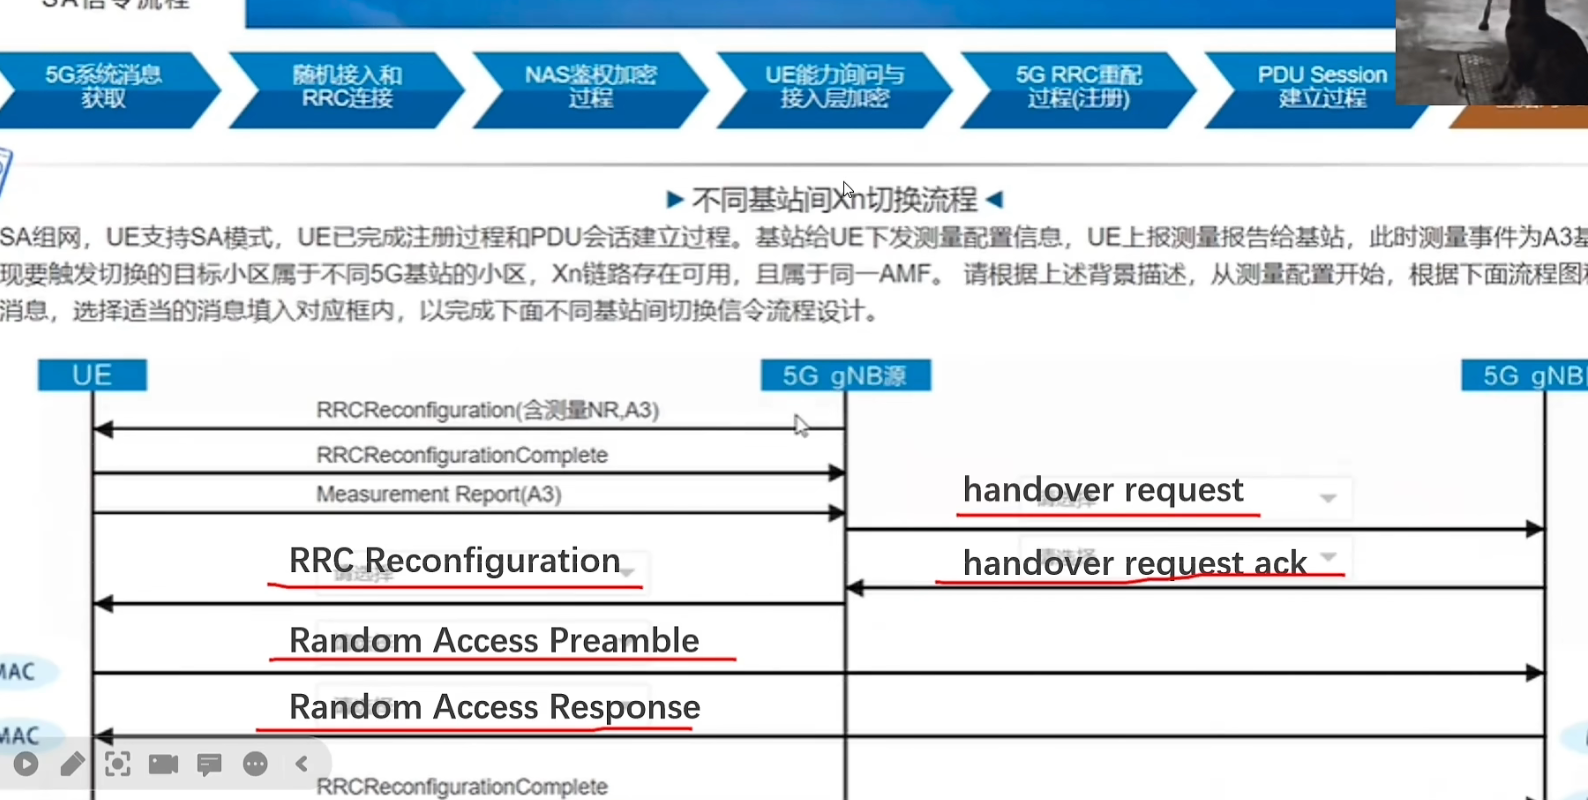 SA信令流程
5G系统消息
获取
随机接入和
RRC连接
NAS鉴权加密
过程
UE能力询问与
接入层加密
5G RRC重配
过程(注册)
PDU Session
建立过程
不同基站间Xn切换流程
SA组网，UE支持SA模式，UE已完成注册过程和PDU会话建立过程。基站给UE下发测量配置信息，UE上报测量报告给基站，此时测量事件为A3基
现要触发切换的目标小区属于不同5G基站的小区，Xn链路存在可用，且属于同一AMF。 请根据上述背景描述，从测量配置开始，根据下面流程图和
消息，选择适当的消息填入对应框内，以完成下面不同基站间切换信令流程设计。
UE
5G gNB源
5G gNB
RRCReconfiguration(含测量NR,A3)
RRCReconfigurationComplete
Measurement Report(A3)
handover request
请选择
handover request ack
请选择
RRC Reconfiguration
请选择
Random Access Preamble
MAC
Random Access Response
MAC
RRCReconfigurationComplete